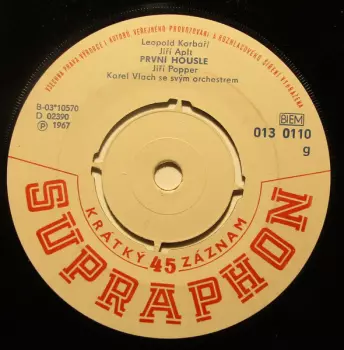 VŠECHNA PRÁVA VÝROBCE I AUTORŮ VEŘEJNÉHO PROVOZOVÁNÍ A ROZHLASOVÉHO ŠÍŘENÍ VYHRAZENA
Leopold Korbař/
Jiří Aplt
PRVNÍ HOUSLE
Jiří Popper
Karel Vlach se svým orchestrem
B-03*10570
D 02390
Ⓟ 1967
BIEM
013 0110
g
KRÁTKÝ 45 ZÁZNAM
SUPRAPHON